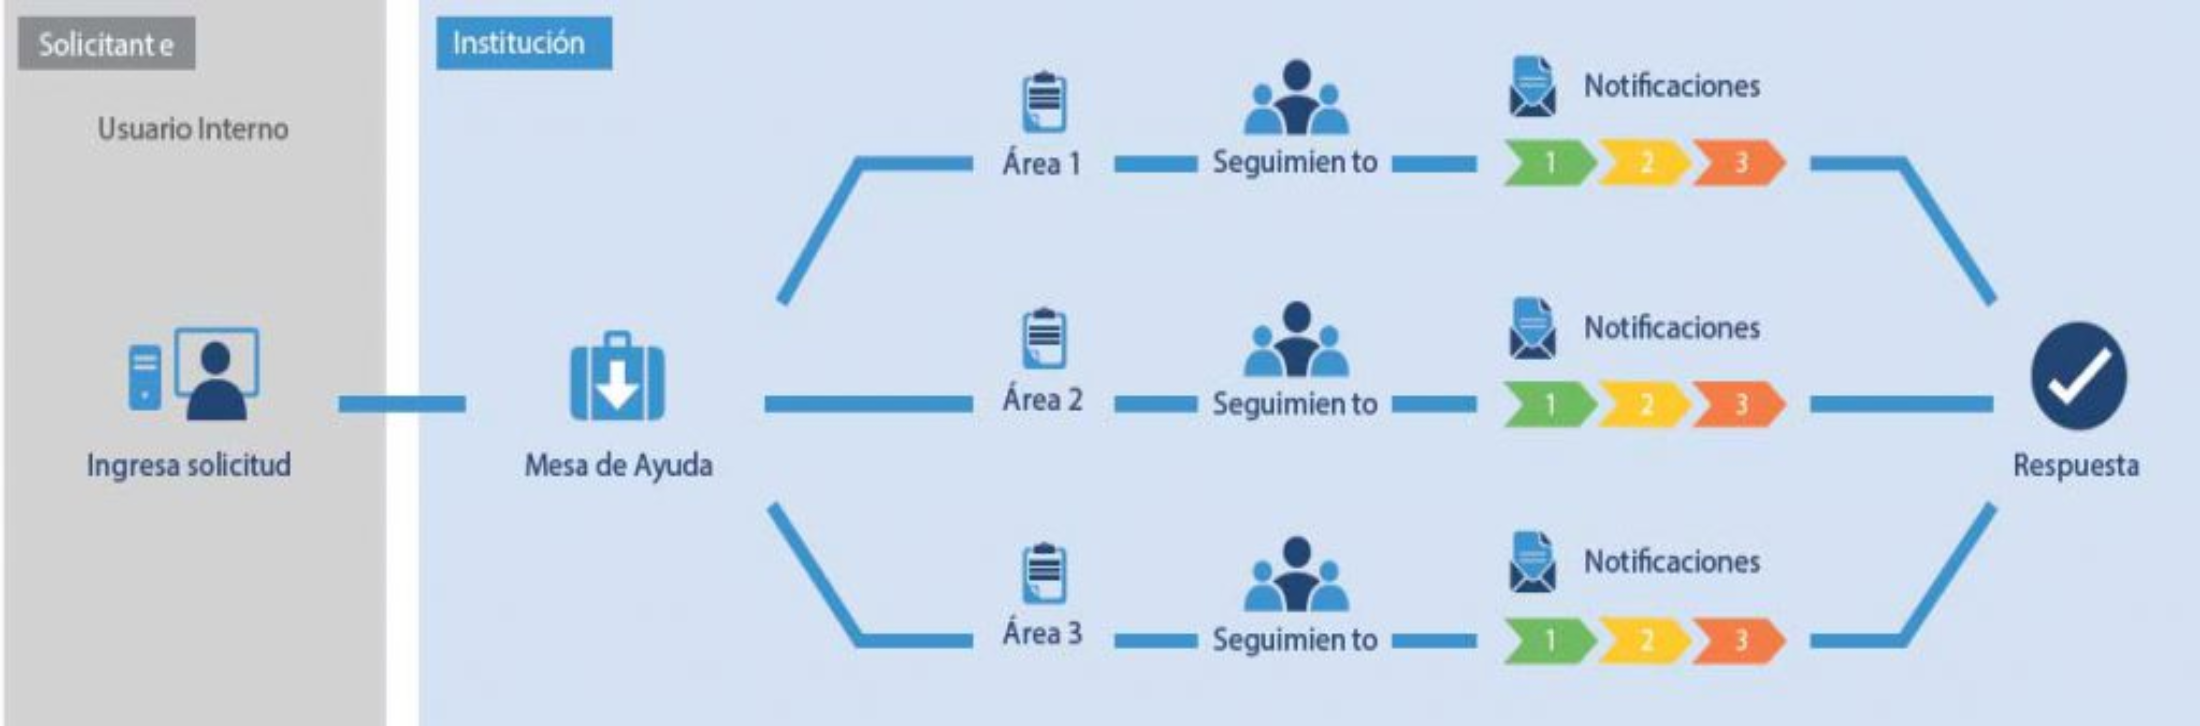 Solicitant e
Institución
Usuario Interno
Notificaciones
Área 1
Seguimien to
1 2 3
Notificaciones
Área 2
Seguimien to
1 2 3
Ingresa solicitud
Mesa de Ayuda
Respuesta
Notificaciones
Área 3
Seguimien to
1 2 3